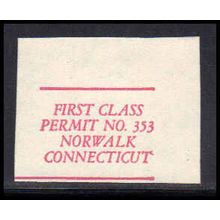 FIRST CLASS
PERMIT NO. 353
NORWALK
CONNECTICUT